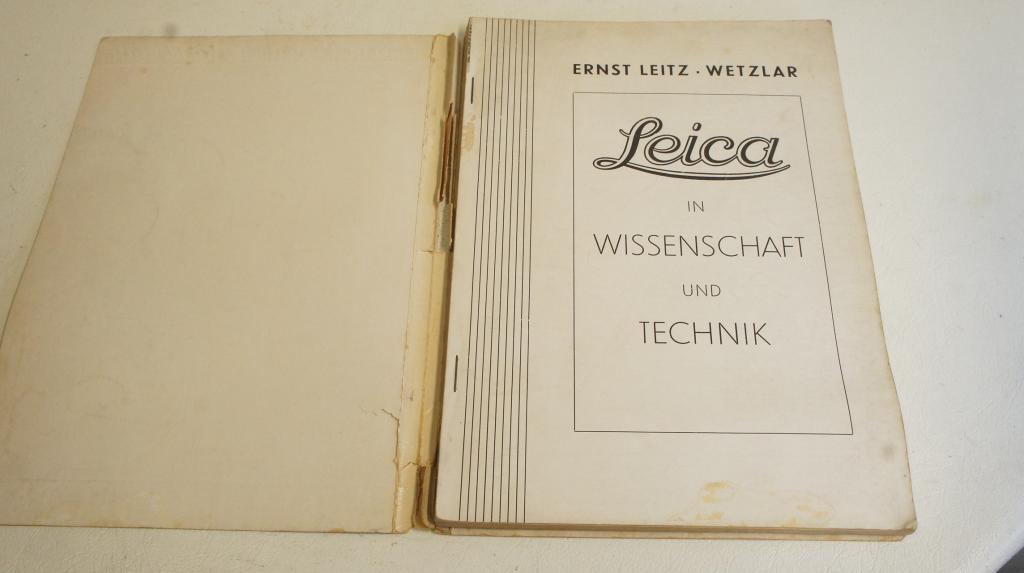 ERNST LEITZ · WETZLAR
Leica
IN
WISSENSCHAFT
UND
TECHNIK